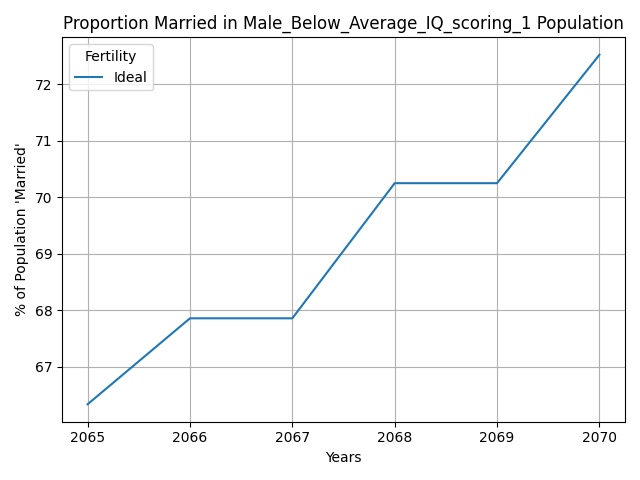 Proportion Married in Male_Below_Average_IQ_scoring_1 Population
Fertility
Ideal
% of Population 'Married'
72
71
70
69
68
67
2065 2066 2067 2068 2069 2070
Years